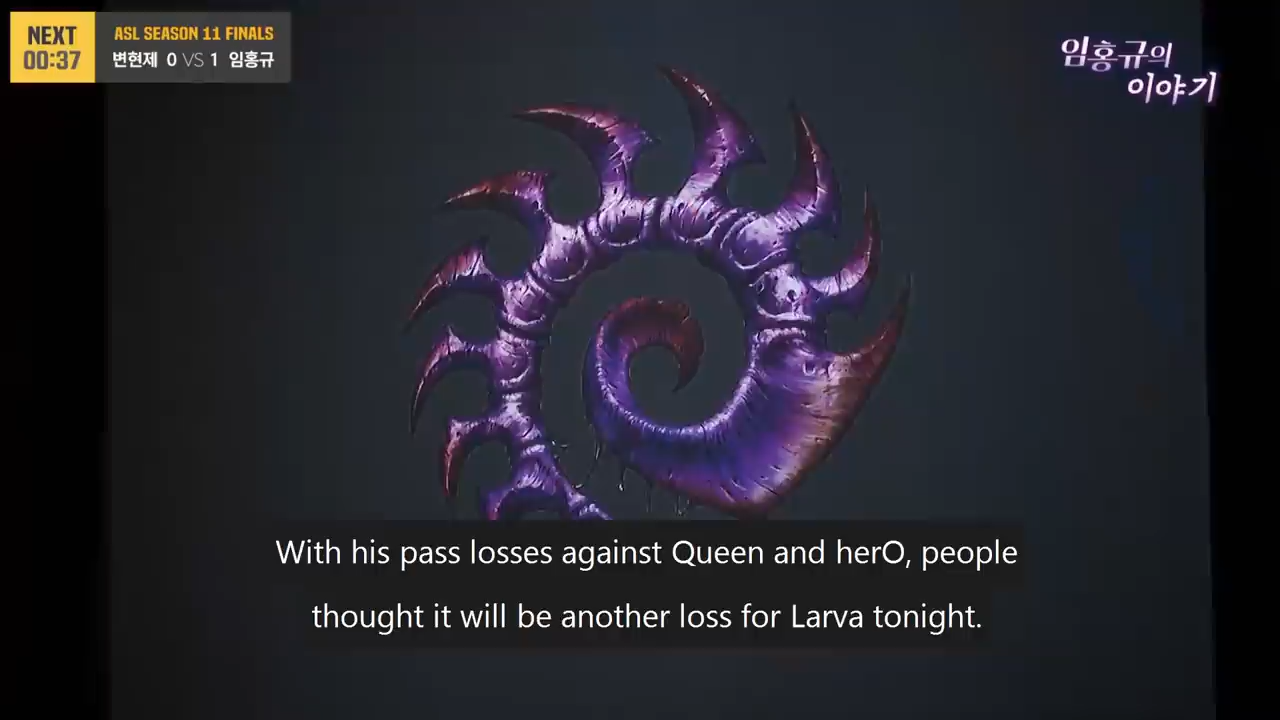 NEXT
00:37
ASL SEASON 11 FINALS
변현제 0 VS 1 임홍규
임홍규의
이야기
With his pass losses against Queen and herO, people
thought it will be another loss for Larva tonight.